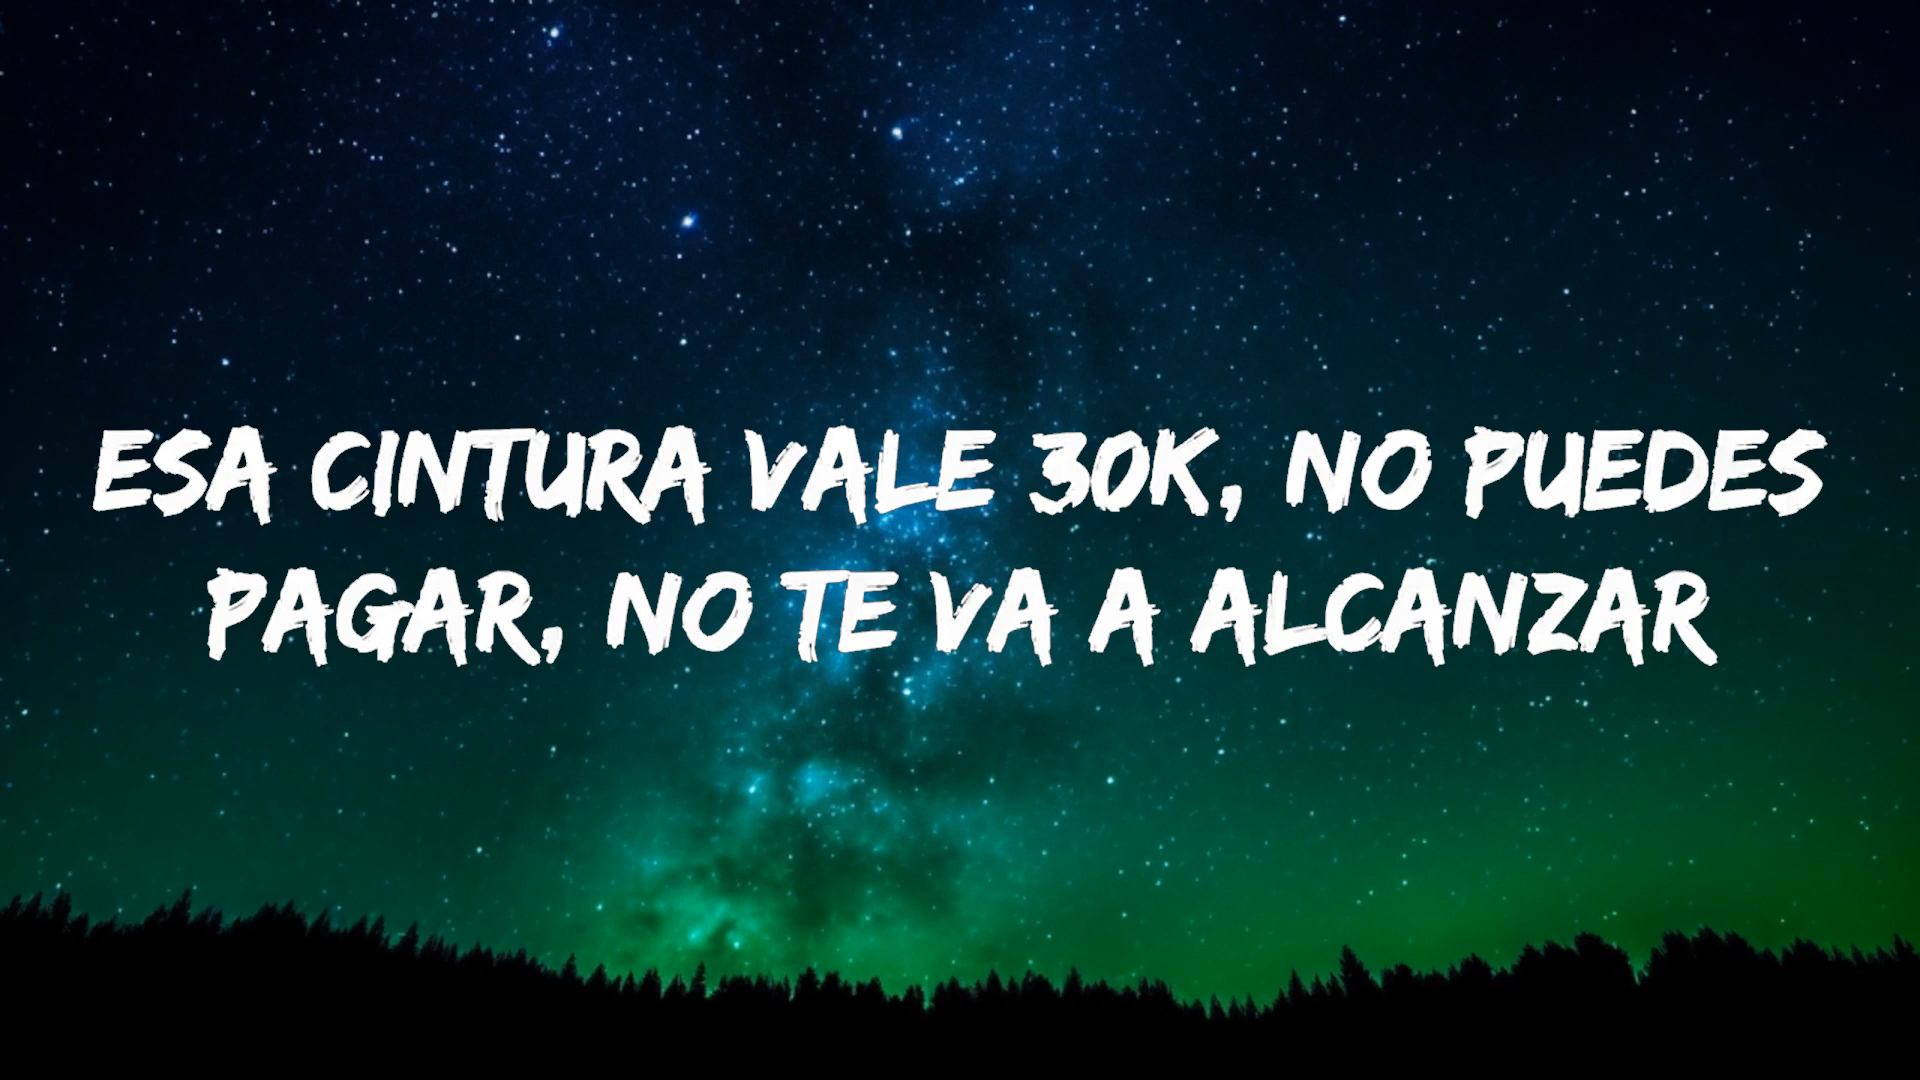 ESA CINTURA VALE 30K, NO PUEDES
PAGAR, NO TE VA A ALCANZAR